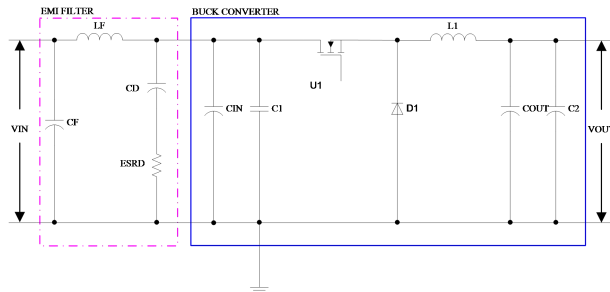 EMI FILTER
BUCK CONVERTER
LF
L1
CD
U1
CIN
C1
D1
COUT
C2
CF
VIN
VOUT
ESRD